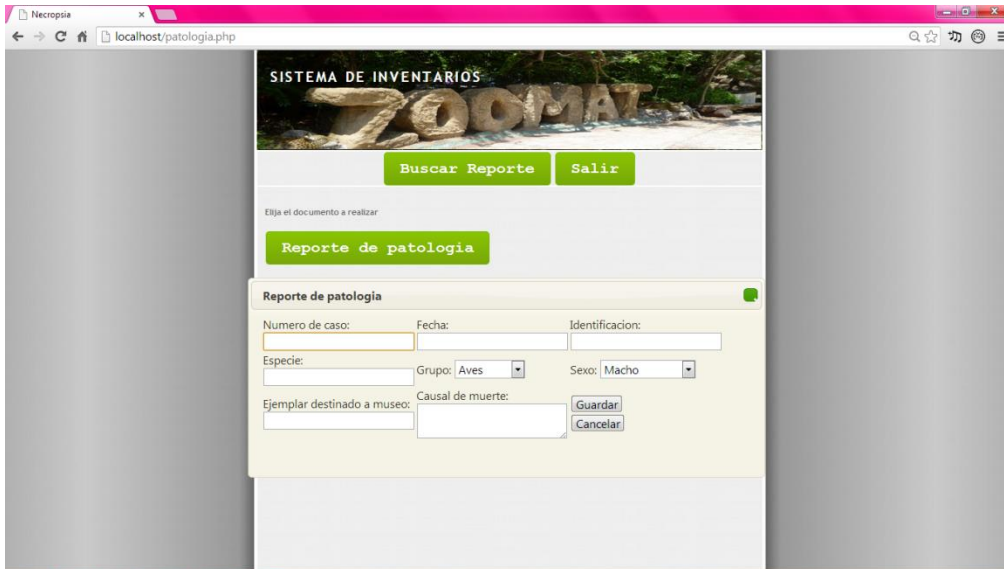 Necropsia
localhost/patologia.php
SISTEMA DE INVENTARIOS
ZOOMAT
Buscar Reporte Salir
Elija el documento a realizar
Reporte de patologia
Reporte de patologia
Numero de caso: Fecha: Identificacion:
Especie:
Grupo: Aves Sexo: Macho
Ejemplar destinado a museo: Causal de muerte:
Guardar
Cancelar